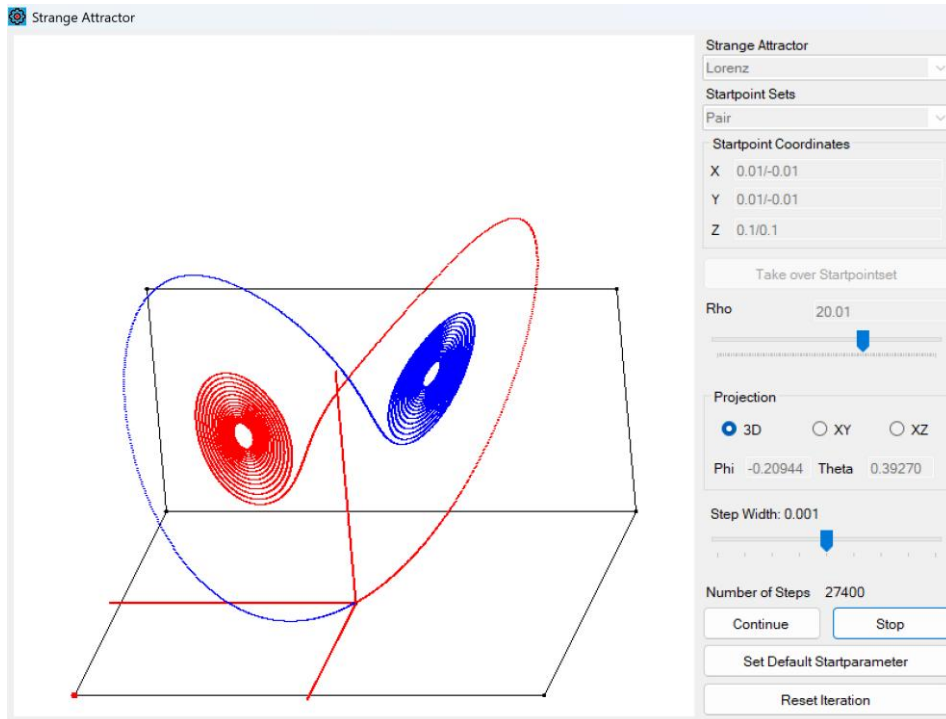 Strange Attractor
Strange Attractor
Lorenz
Startpoint Sets
Pair
Startpoint Coordinates
X 0.01/-0.01
Y 0.01/-0.01
Z 0.1/0.1
Take over Startpointset
Rho 20.01
Projection
3D XY XZ
Phi -0.20944 Theta 0.39270
Step Width: 0.001
Number of Steps 27400
Continue Stop
Set Default Startparameter
Reset Iteration